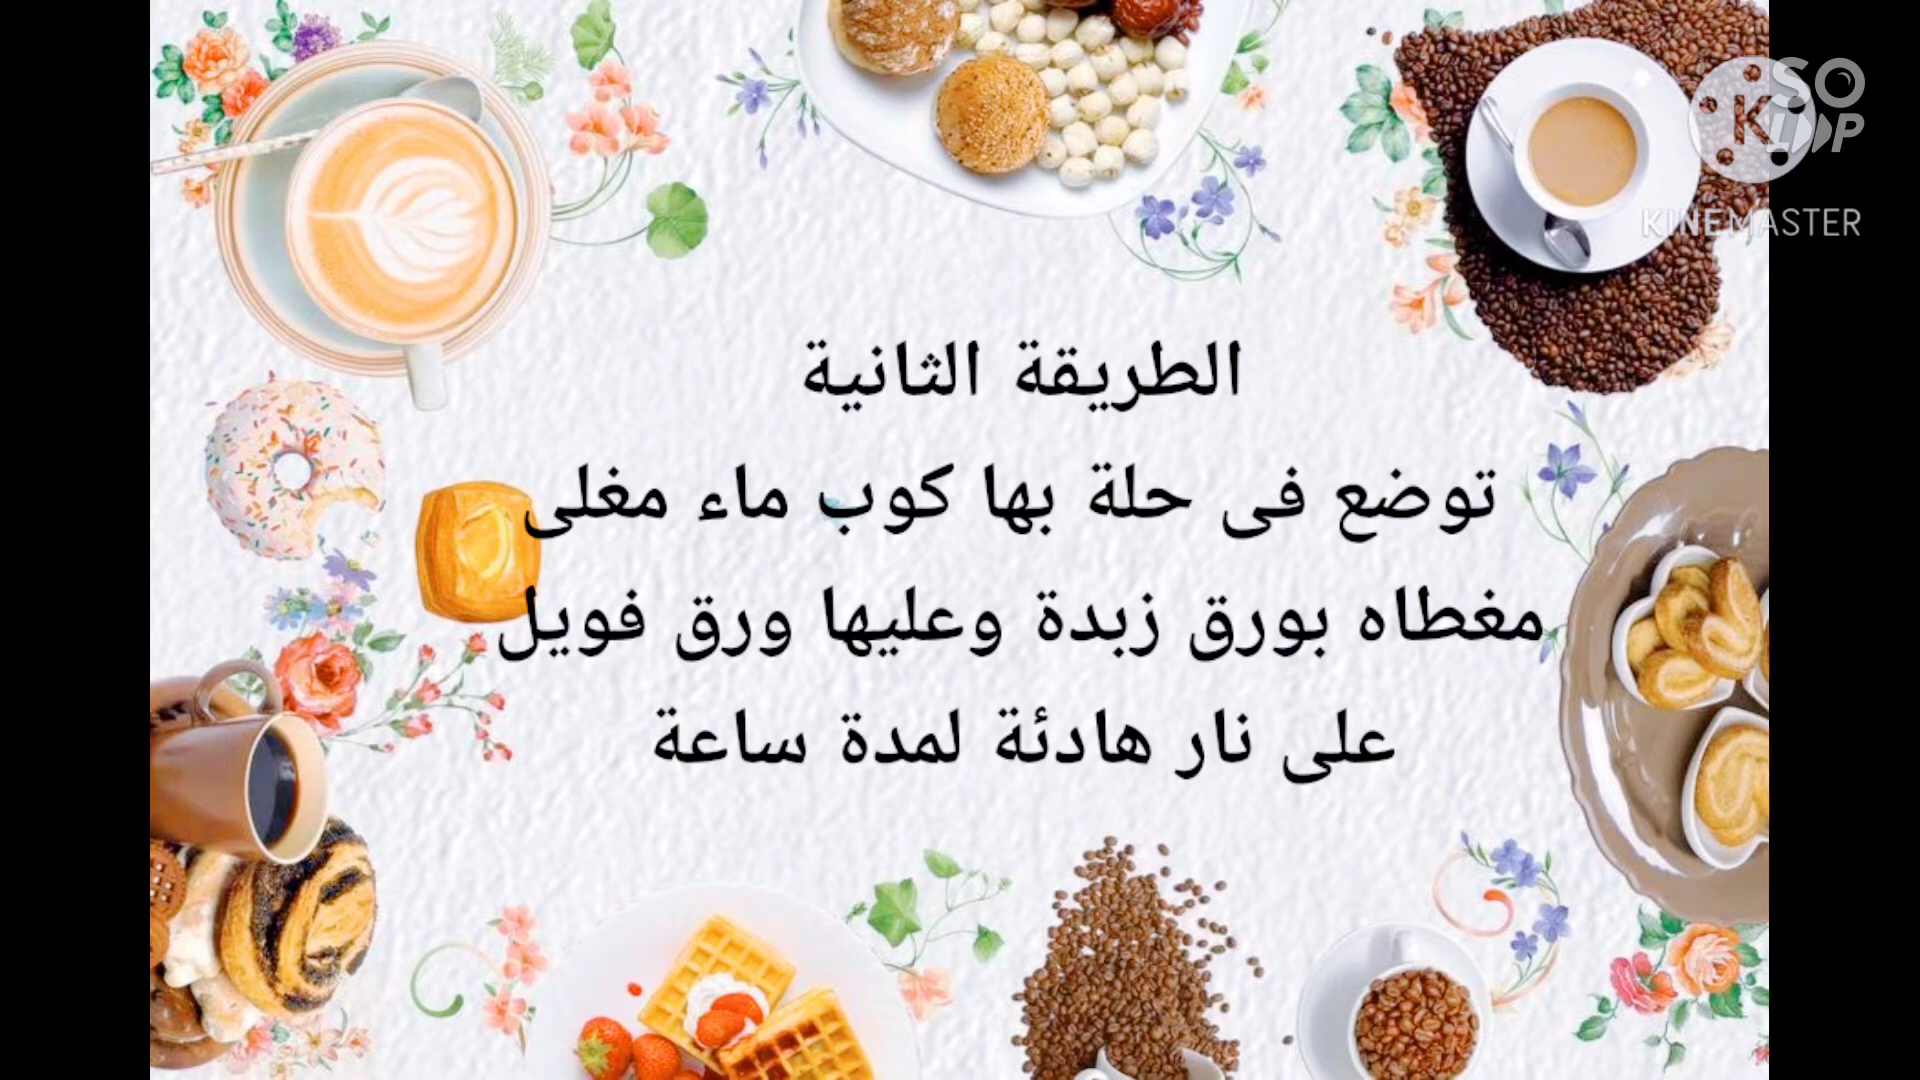 SO
LOOP
K
KINEMASTER
الطريقة الثانية
توضع فى حلة بها كوب ماء مغلى
مغطاه بورق زبدة وعليها ورق فويل
على نار هادئة لمدة ساعة